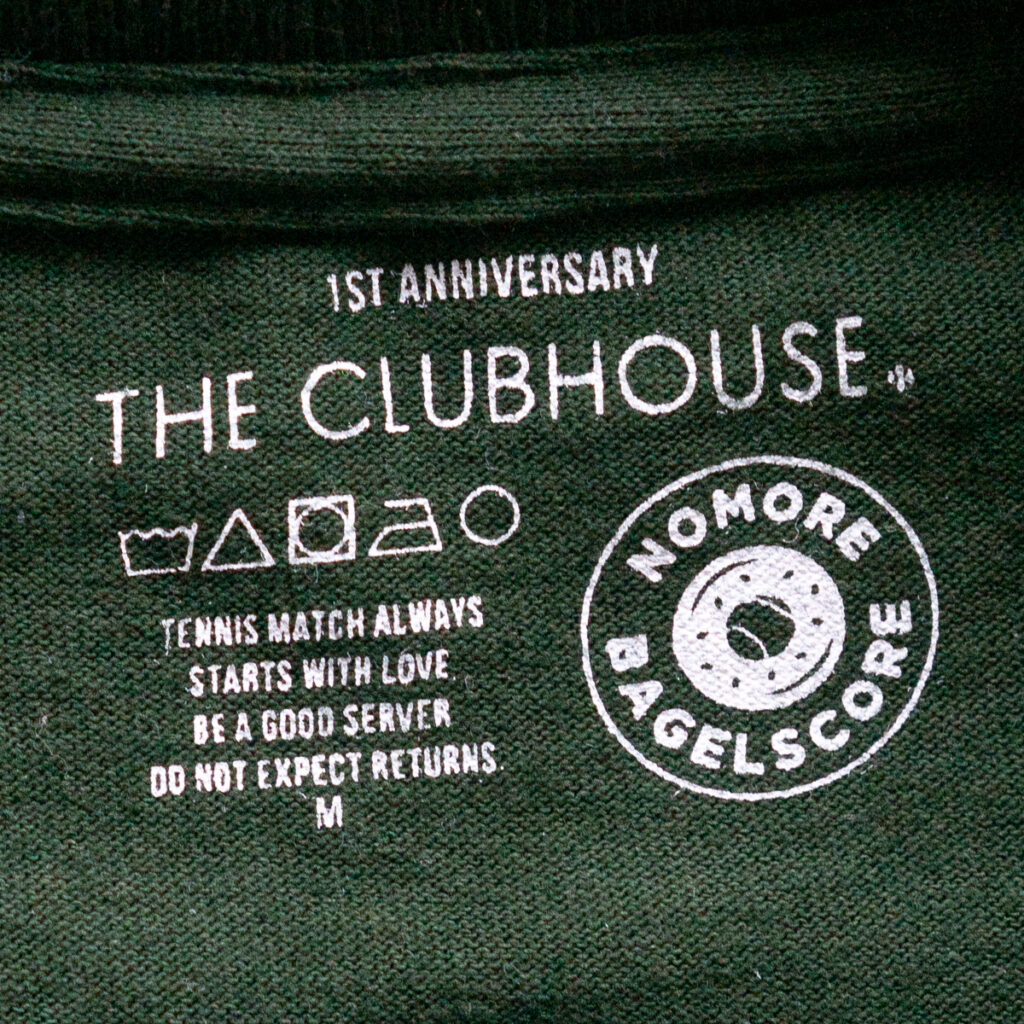 1ST ANNIVERSARY
THE CLUBHOUSE.
TENNIS MATCH ALWAYS
STARTS WITH LOVE.
BE A GOOD SERVER
DO NOT EXPECT RETURNS.
M
NOMORE
BAGELSCORE